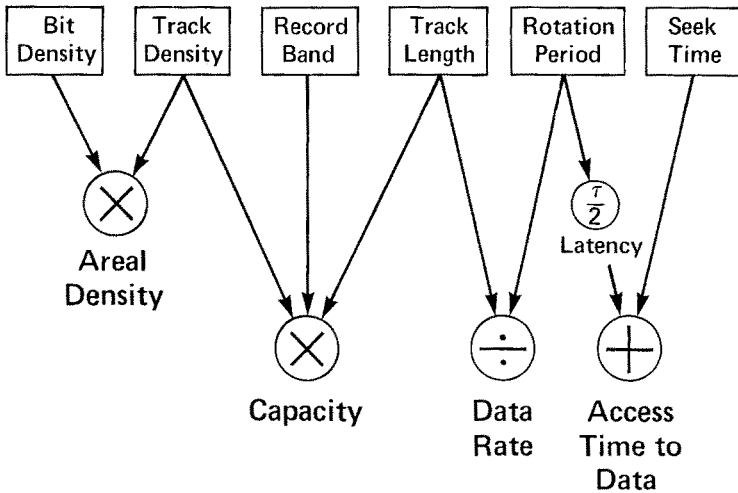 Bit
Density
Track
Density
Record
Band
Track
Length
Rotation
Period
Seek
Time
×
Areal
Density
τ
2
Latency
×
Capacity
÷
Data
Rate
+
Access
Time to
Data